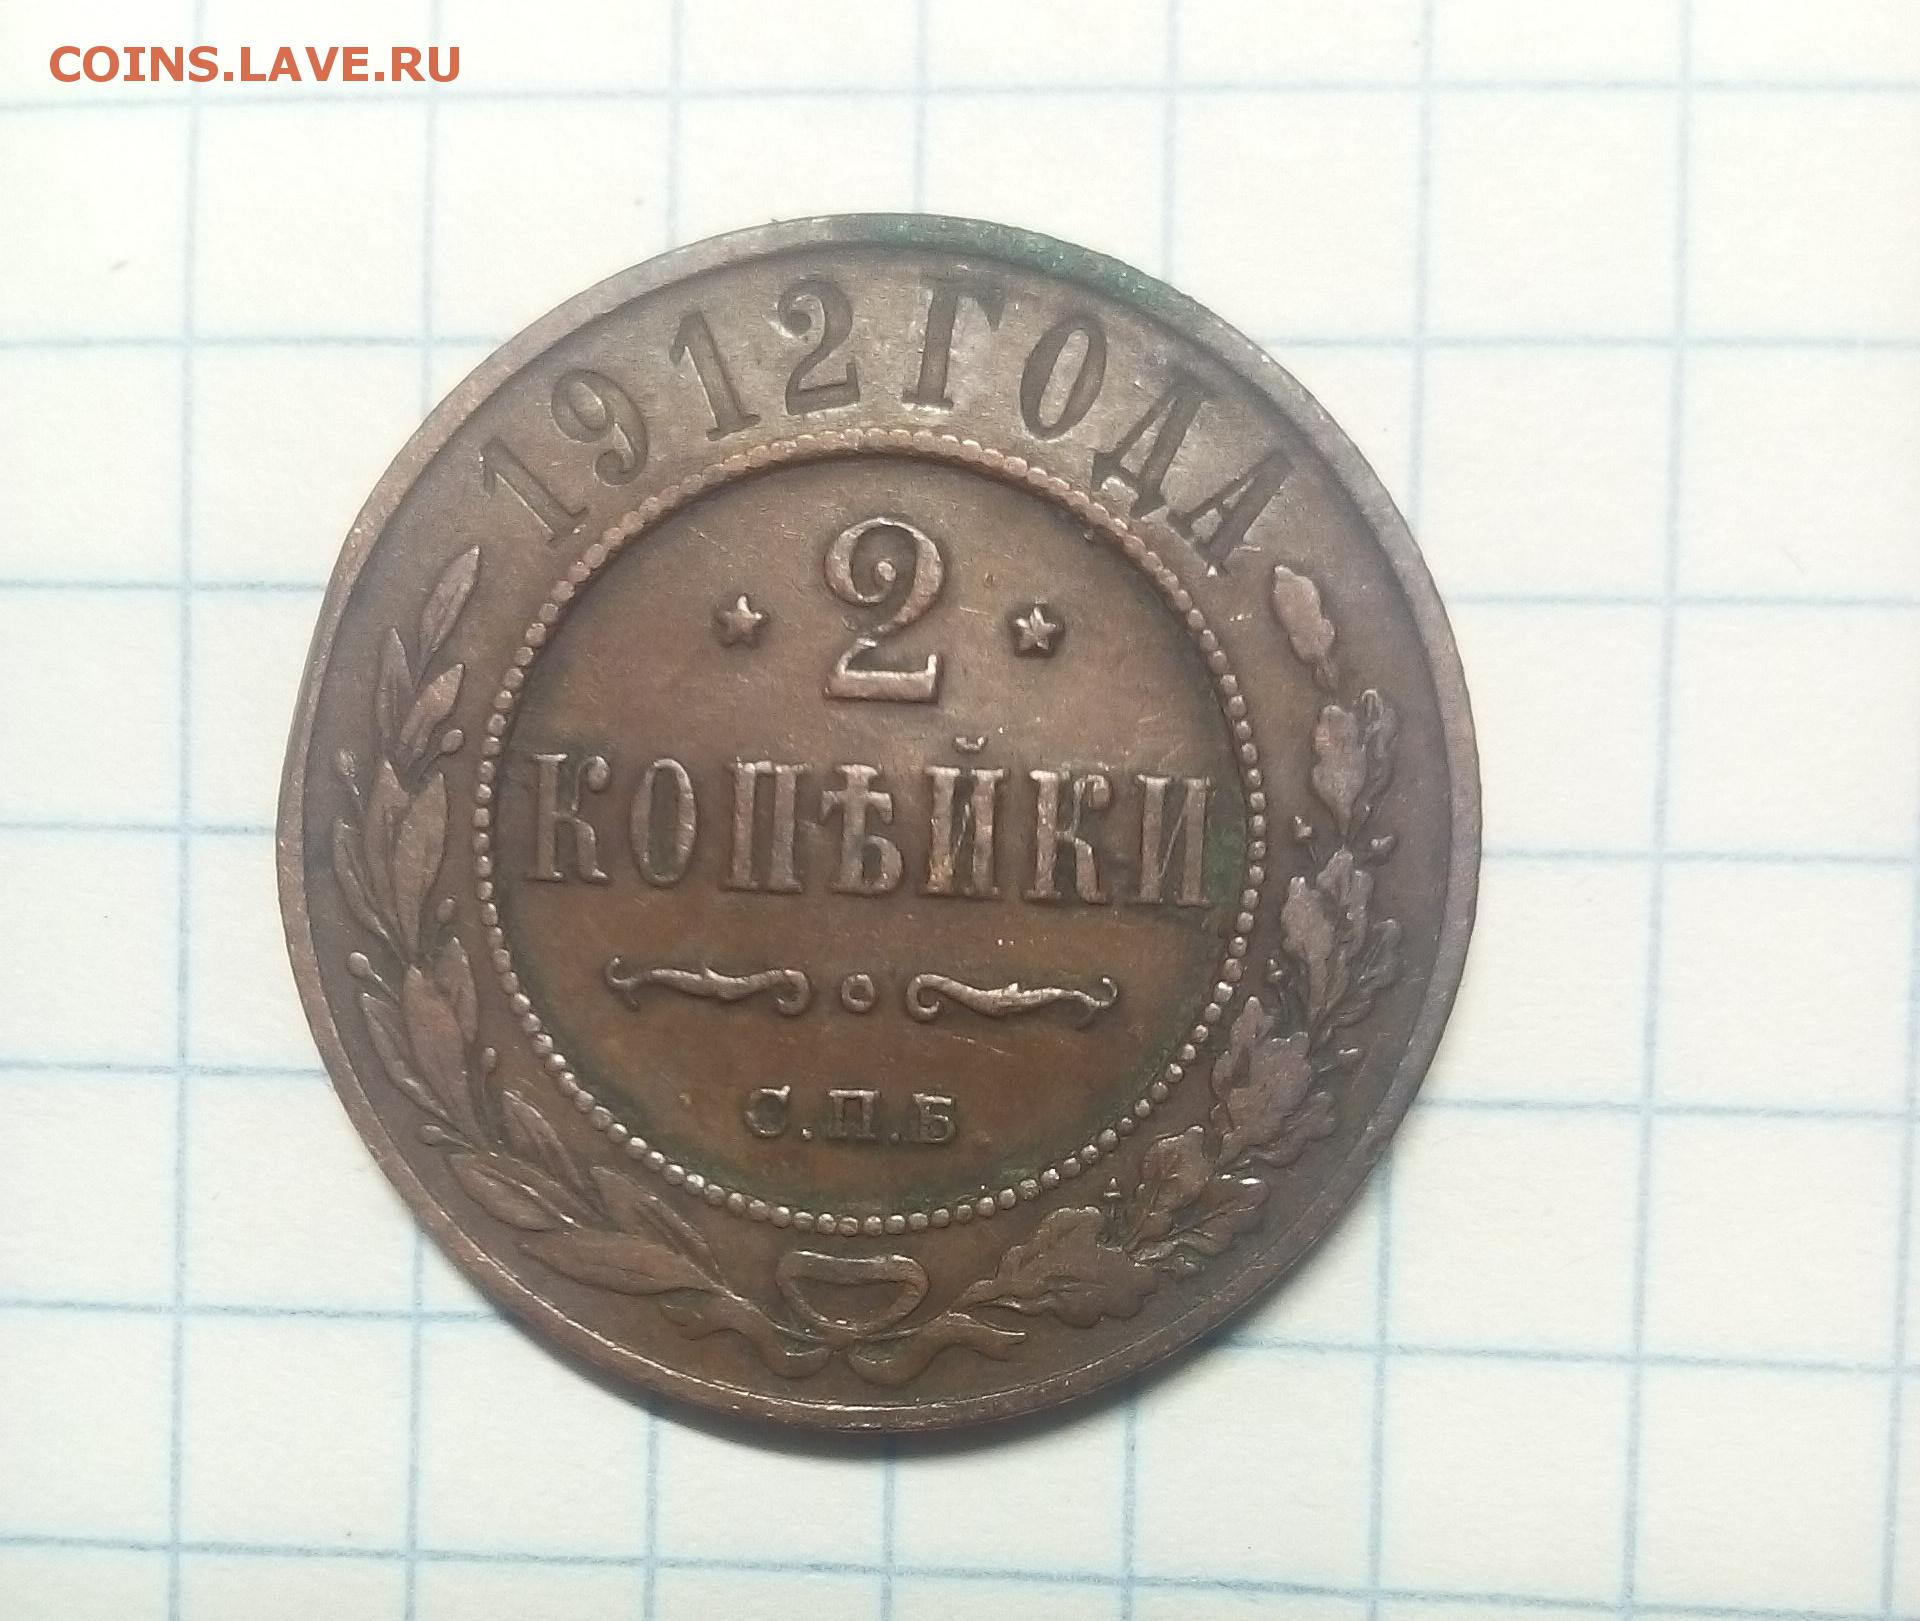 COINS.LAVE.RU
1912 ГОДА
2
КОПѢЙКИ
С.П.Б